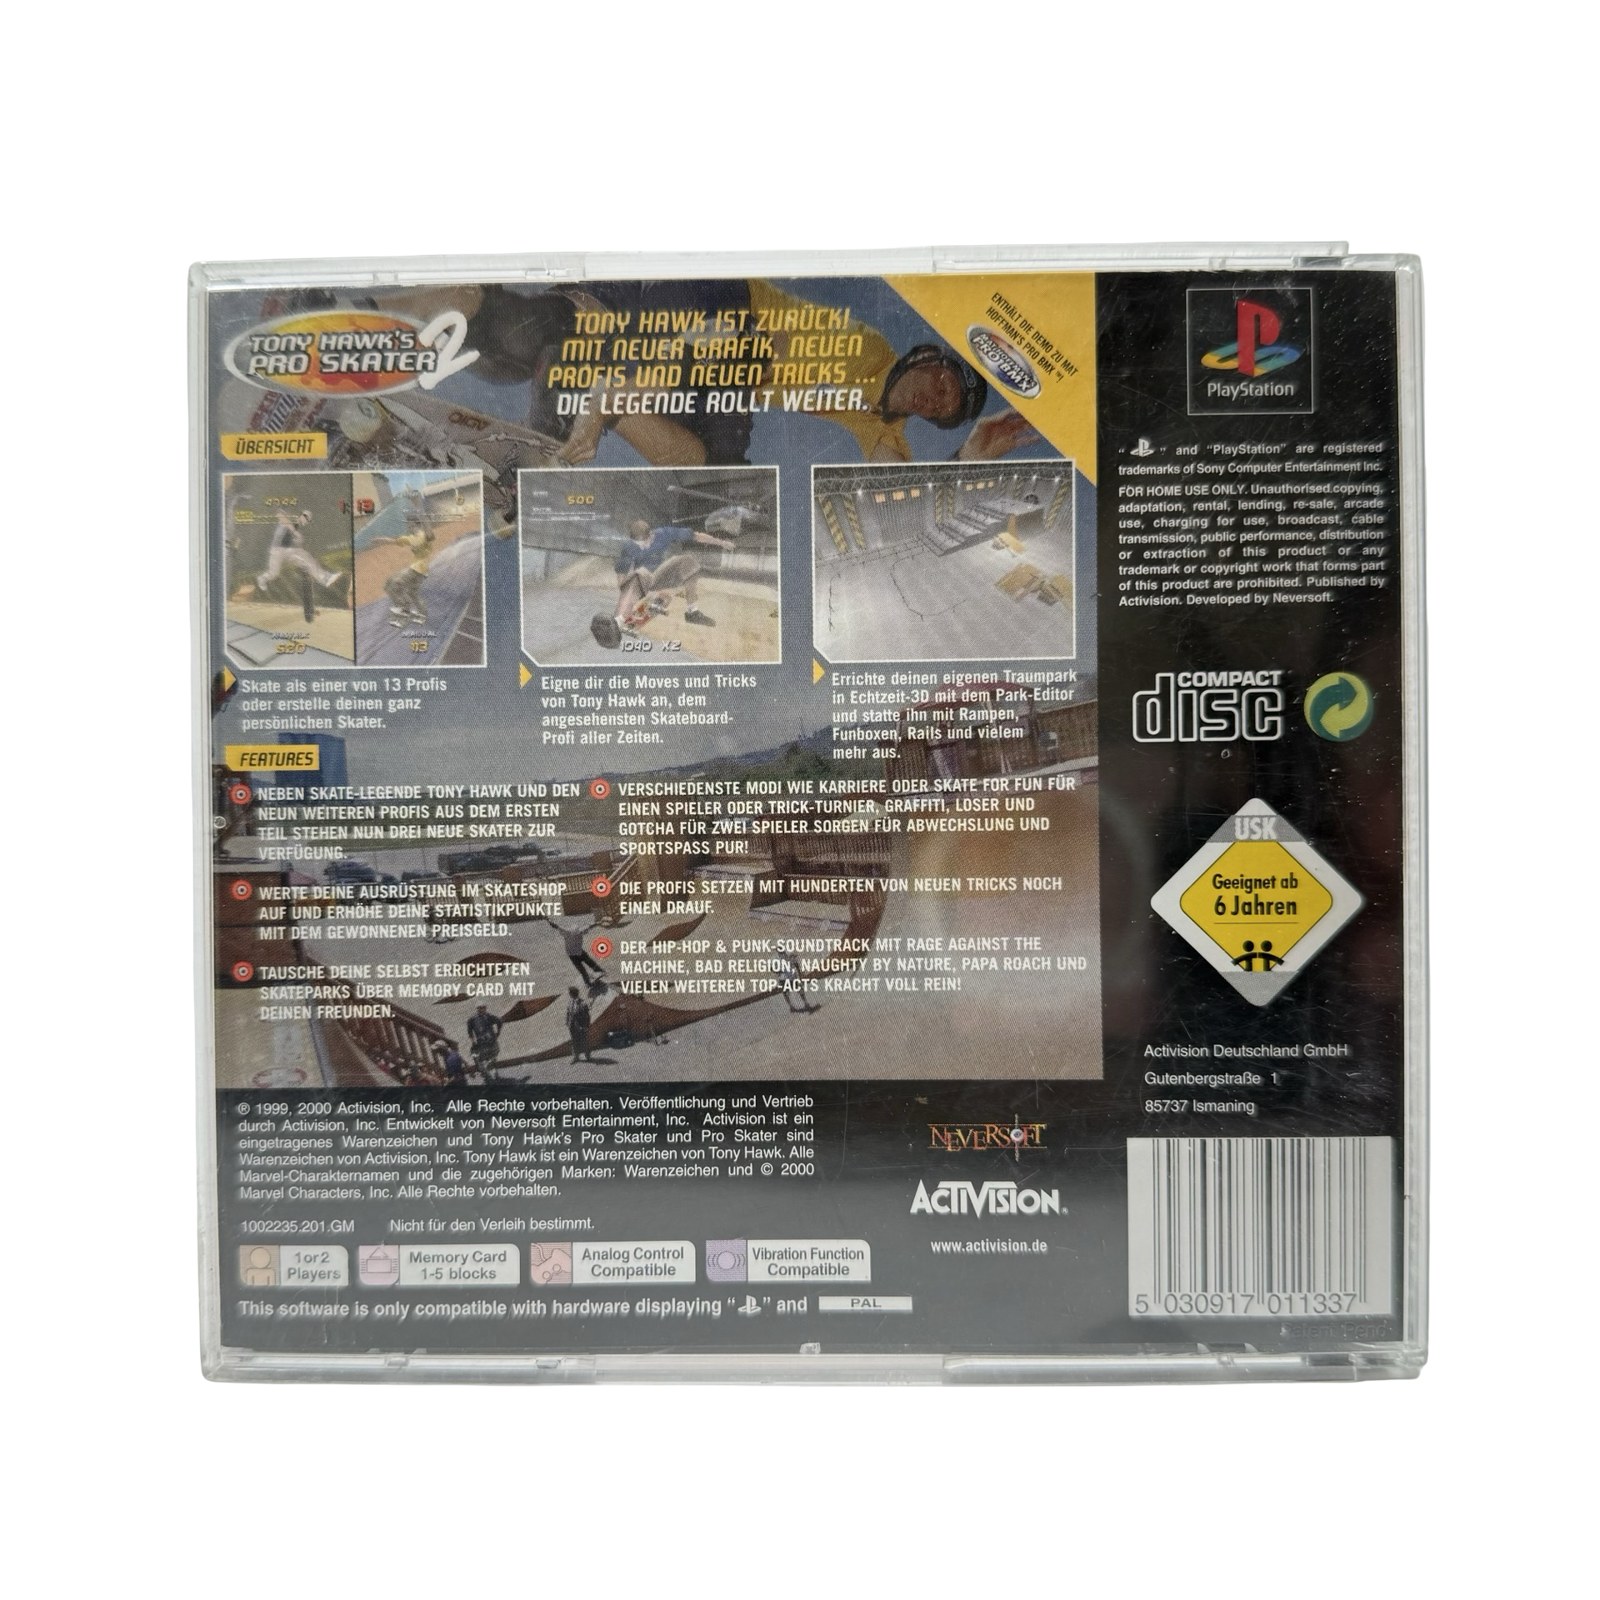 TONY HAWK'S
PRO SKATER 2
TONY HAWK IST ZURÜCK!
MIT NEUER GRAFIK, NEUEN
PROFIS UND NEUEN TRICKS ...
DIE LEGENDE ROLLT WEITER.
ENTHÄLT DIE DEMO ZU MAT
HOFFMAN'S PRO BMX ™!
PRO BMX
ÜBERSICHT
500
1040 X2
520
Skate als einer von 13 Profis
oder erstelle deinen ganz
persönlichen Skater.
Eigne dir die Moves und Tricks
von Tony Hawk an, dem
angesehensten Skateboard-
Profi aller Zeiten.
Errichte deinen eigenen Traumpark
in Echtzeit-3D mit dem Park-Editor
und statte ihn mit Rampen,
Funboxen, Rails und vielem
mehr aus.
FEATURES
NEBEN SKATE-LEGENDE TONY HAWK UND DEN
NEUN WEITEREN PROFIS AUS DEM ERSTEN
TEIL STEHEN NUN DREI NEUE SKATER ZUR
VERFÜGUNG.
WERTE DEINE AUSRÜSTUNG IM SKATESHOP
AUF UND ERHÖHE DEINE STATISTIKPUNKTE
MIT DEM GEWONNENEN PREISGELD.
TAUSCHE DEINE SELBST ERRICHTETEN
SKATEPARKS ÜBER MEMORY CARD MIT
DEINEN FREUNDEN.
VERSCHIEDENSTE MODI WIE KARRIERE ODER SKATE FOR FUN FÜR
EINEN SPIELER ODER TRICK-TURNIER, GRAFFITI, LOSER UND
GOTCHA FÜR ZWEI SPIELER SORGEN FÜR ABWECHSLUNG UND
SPORTSPASS PUR!
DIE PROFIS SETZEN MIT HUNDERTEN VON NEUEN TRICKS NOCH
EINEN DRAUF.
DER HIP-HOP & PUNK-SOUNDTRACK MIT RAGE AGAINST THE
MACHINE, BAD RELIGION, NAUGHTY BY NATURE, PAPA ROACH UND
VIELEN WEITEREN TOP-ACTS KRACHT VOLL REIN!
℗ 1999, 2000 Activision, Inc. Alle Rechte vorbehalten. Veröffentlichung und Vertrieb
durch Activision, Inc. Entwickelt von Neversoft Entertainment, Inc. Activision ist ein
eingetragenes Warenzeichen und Tony Hawk's Pro Skater und Pro Skater sind
Warenzeichen von Activision, Inc. Tony Hawk ist ein Warenzeichen von Tony Hawk. Alle
Marvel-Charakternamen und die zugehörigen Marken: Warenzeichen und © 2000
Marvel Characters, Inc. Alle Rechte vorbehalten.
1002235.201.GM Nicht für den Verleih bestimmt.
1 or 2
Players
Memory Card
1-5 blocks
Analog Control
Compatible
Vibration Function
Compatible
This software is only compatible with hardware displaying " " and PAL
NEVERSOFT
ACTIVISION.
www.activision.de
PlayStation
" " and "PlayStation" are registered
trademarks of Sony Computer Entertainment Inc.
FOR HOME USE ONLY. Unauthorised copying,
adaptation, rental, lending, re-sale, arcade
use, charging for use, broadcast, cable
transmission, public performance, distribution
or extraction of this product or any
trademark or copyright work that forms part
of this product are prohibited. Published by
Activision. Developed by Neversoft.
COMPACT
disc
USK
Geeignet ab
6 Jahren
Activision Deutschland GmbH
Gutenbergstraße 1
85737 Ismaning
5 030917 011337